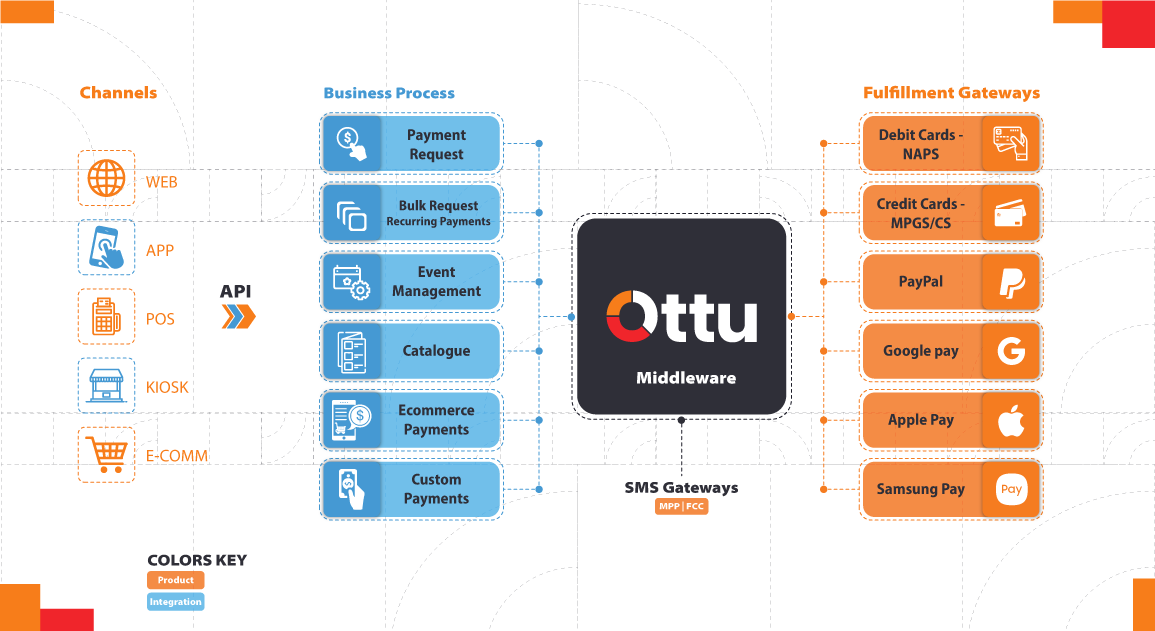 Channels
WEB
APP
POS
KIOSK
E-COMM
API
Business Process
Payment
Request
Bulk Request
Recurring Payments
Event
Management
Catalogue
Ecommerce
Payments
Custom
Payments
Ottu
Middleware
SMS Gateways
MPP | FCC
Fulfillment Gateways
Debit Cards -
NAPS
Credit Cards -
MPGS/CS
PayPal
Google pay
Apple Pay
Samsung Pay
Pay
COLORS KEY
Product
Integration